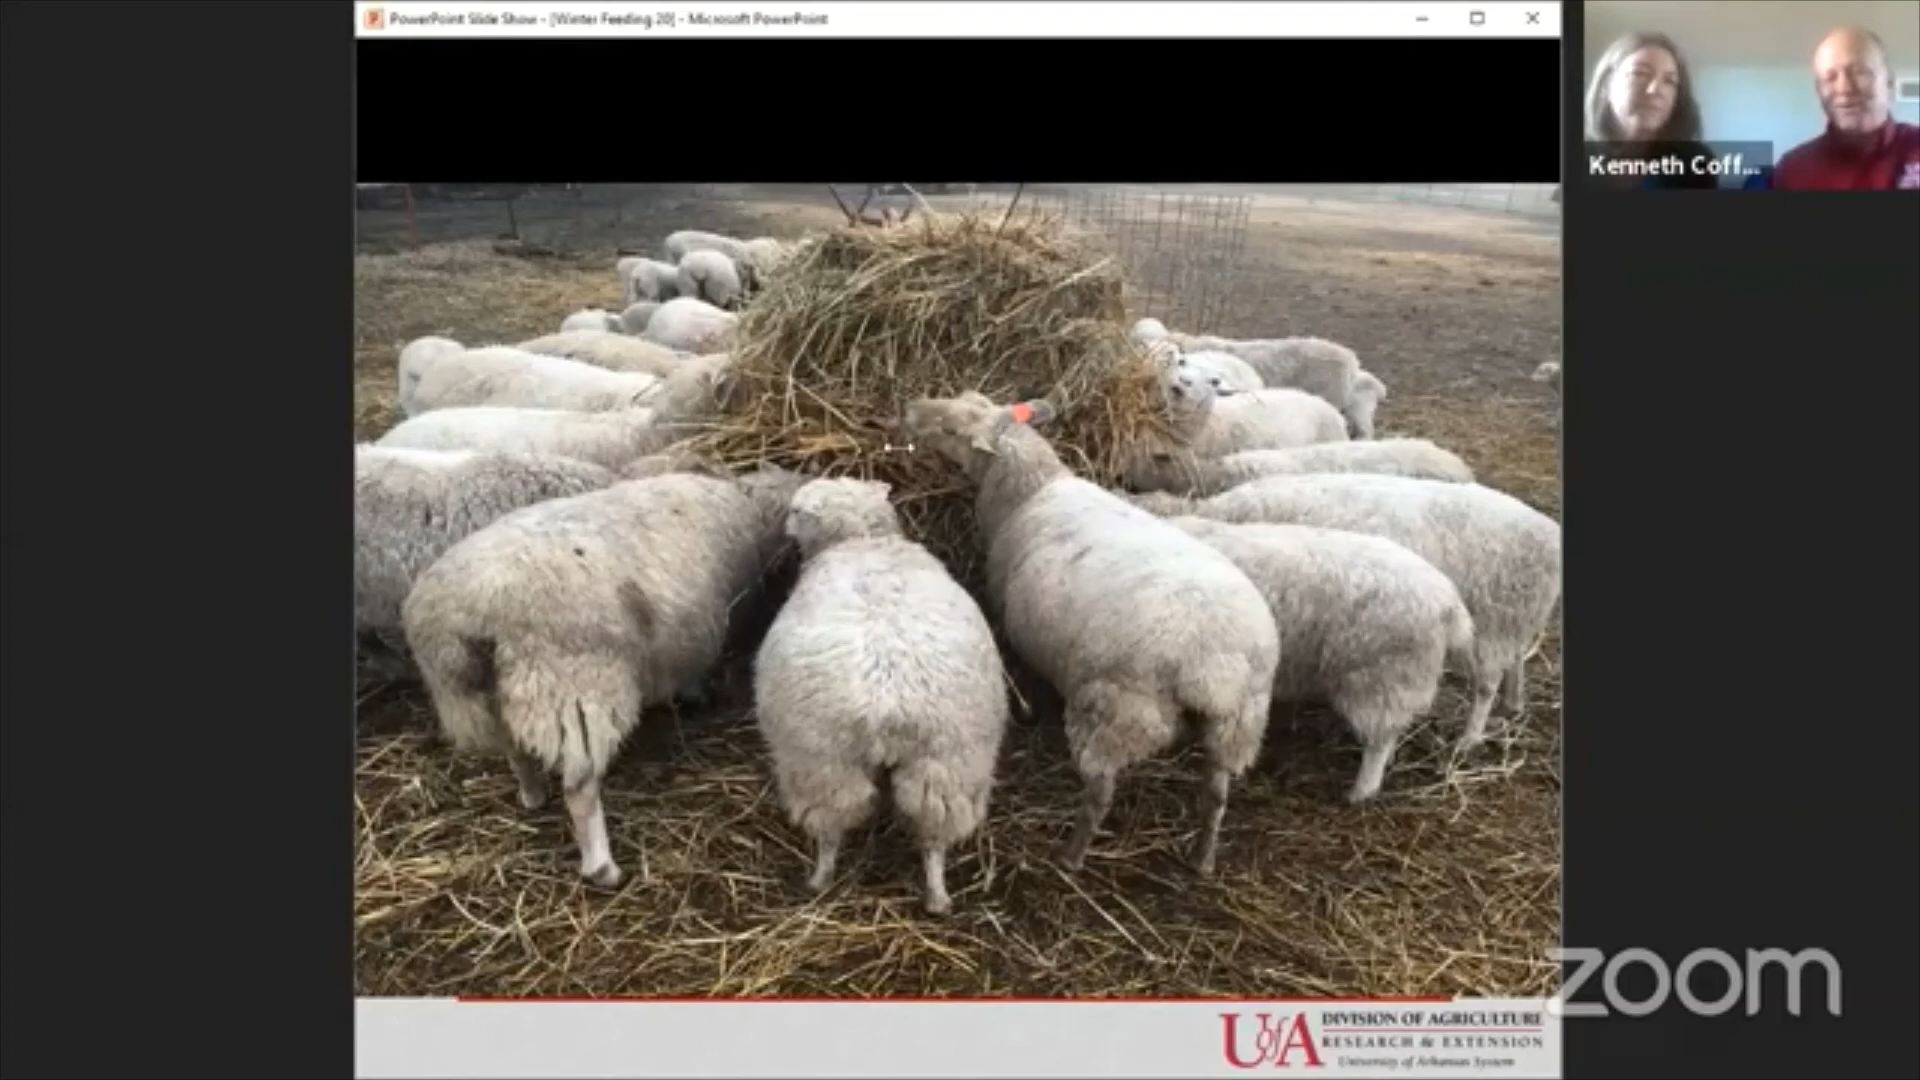 PowerPoint Slide Show - [Winter Feeding 20] - Microsoft PowerPoint
Kenneth Coff...
zoom
UofA DIVISION OF AGRICULTURE
RESEARCH & EXTENSION
University of Arkansas System